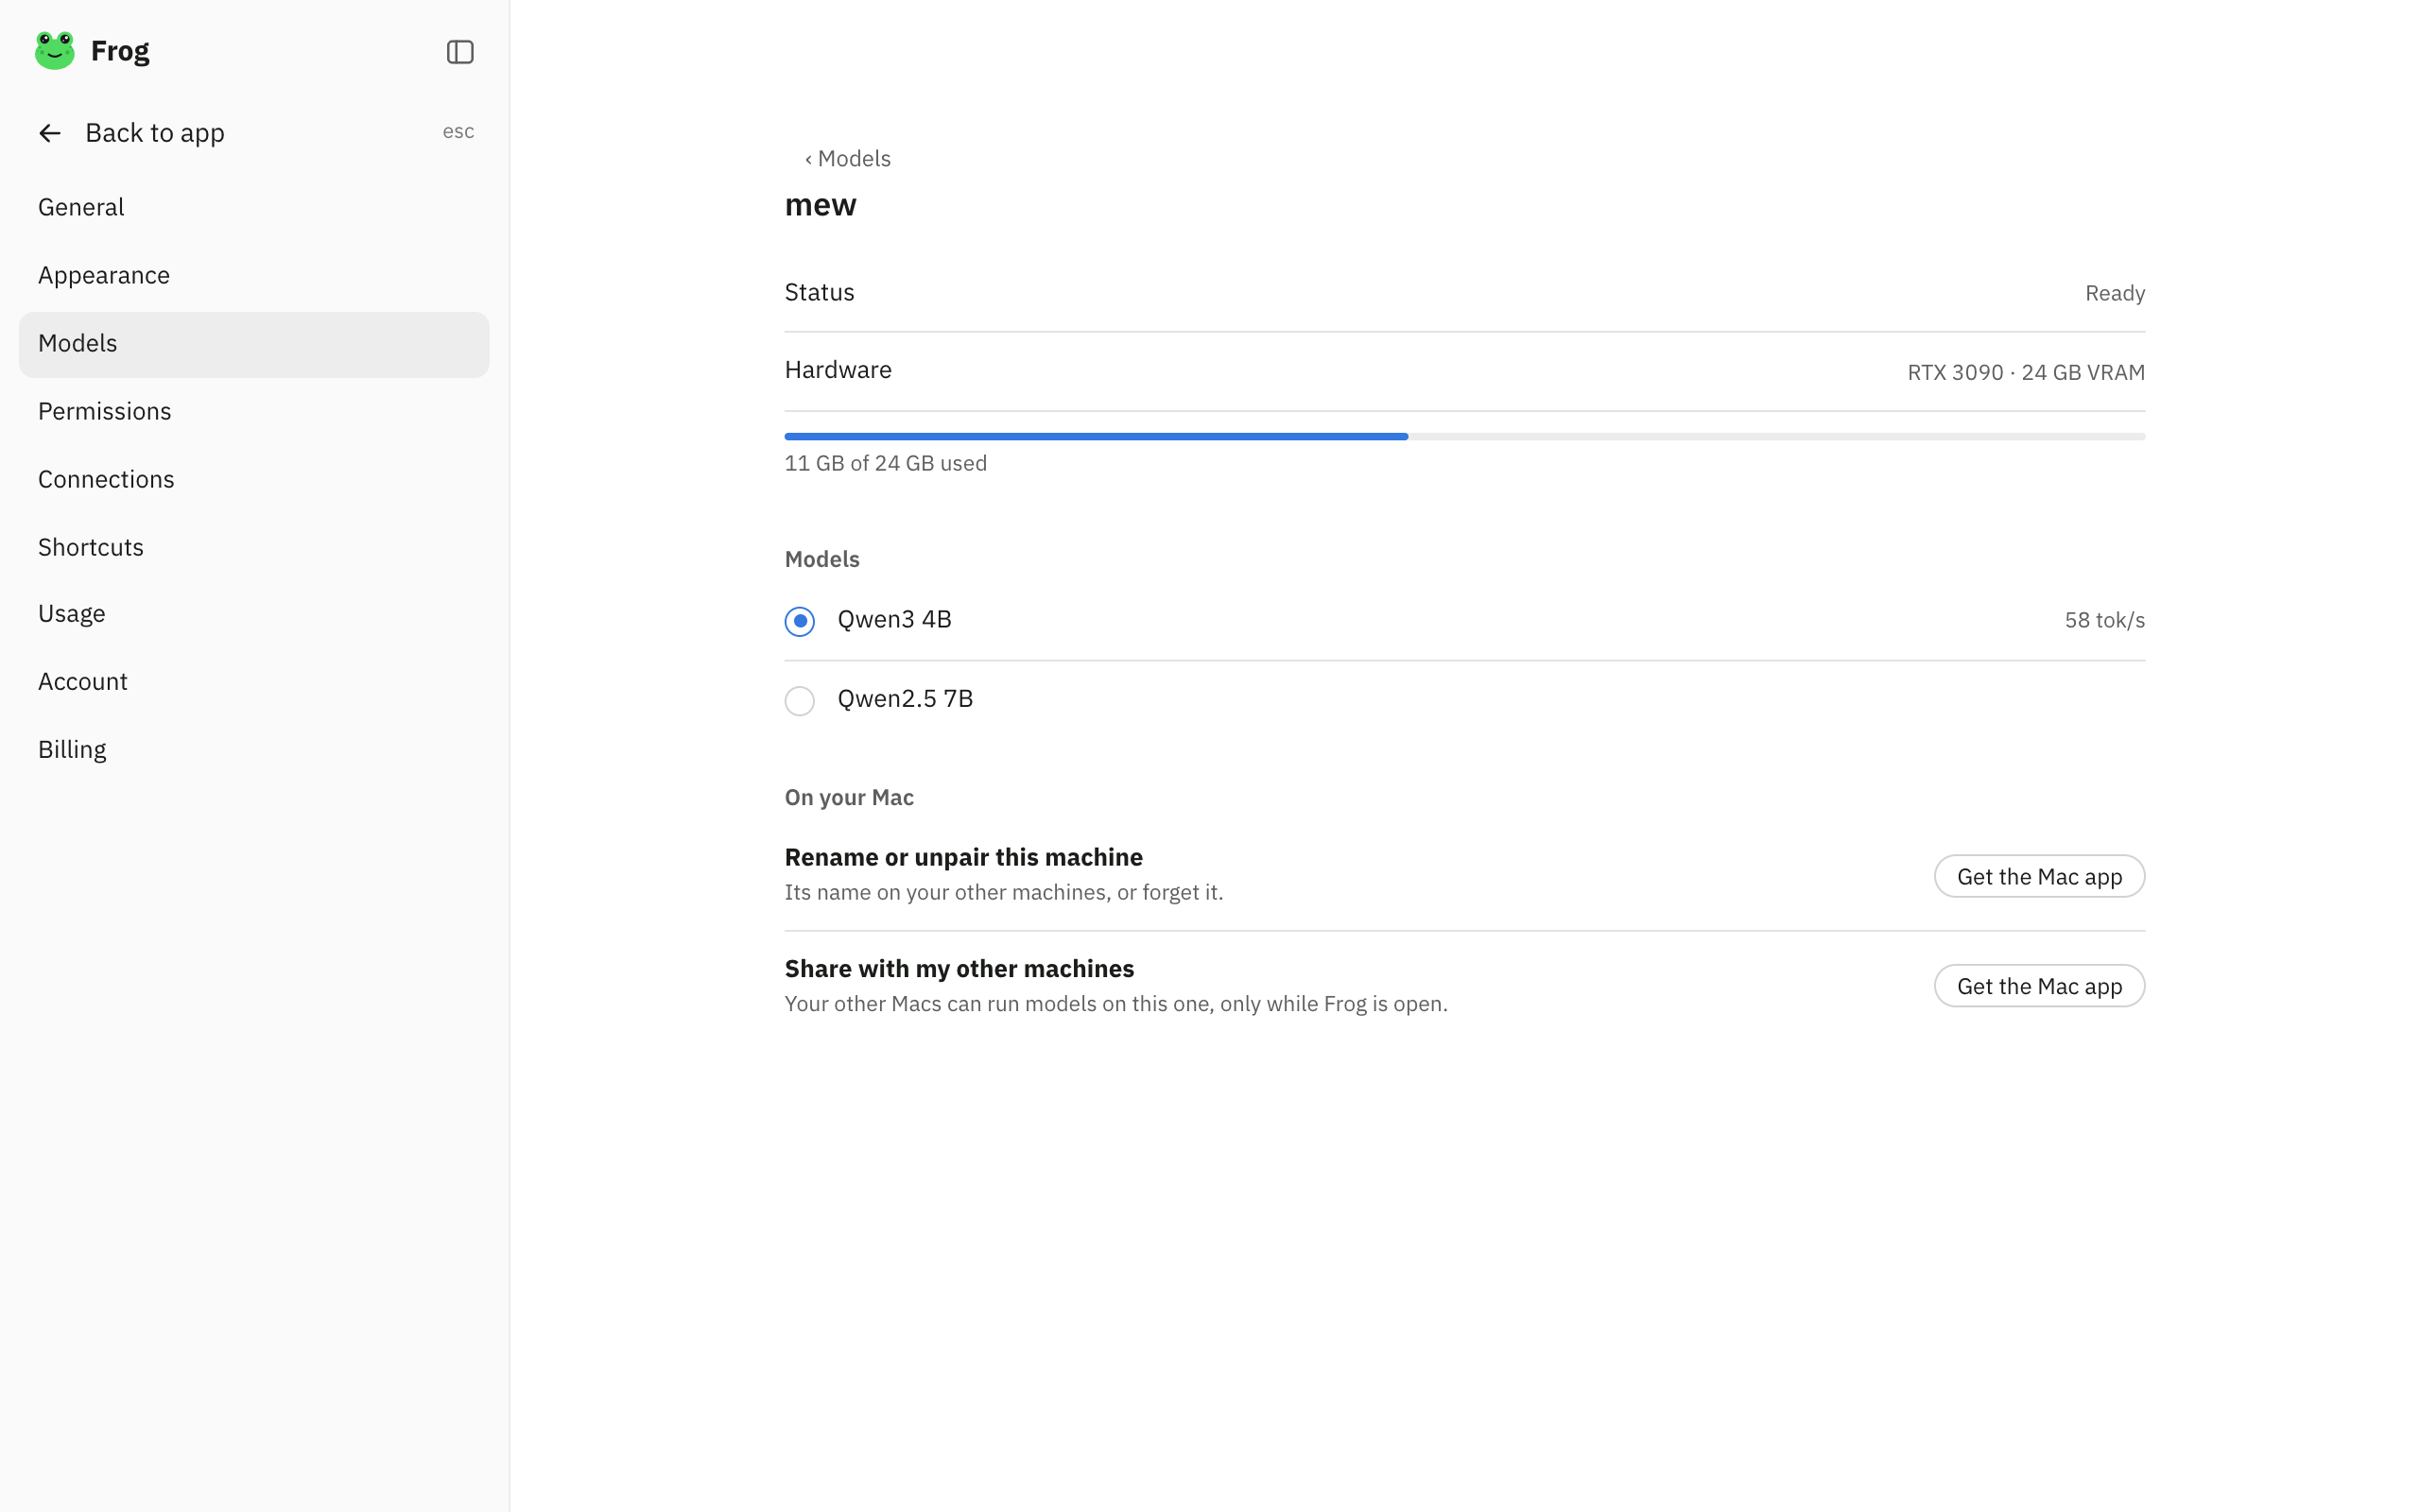 Frog
Back to app
esc
General
Appearance
Models
Permissions
Connections
Shortcuts
Usage
Account
Billing
‹ Models
mew
Status
Ready
Hardware
RTX 3090 · 24 GB VRAM
11 GB of 24 GB used
Models
Qwen3 4B
58 tok/s
Qwen2.5 7B
On your Mac
Rename or unpair this machine
Its name on your other machines, or forget it.
Get the Mac app
Share with my other machines
Your other Macs can run models on this one, only while Frog is open.
Get the Mac app